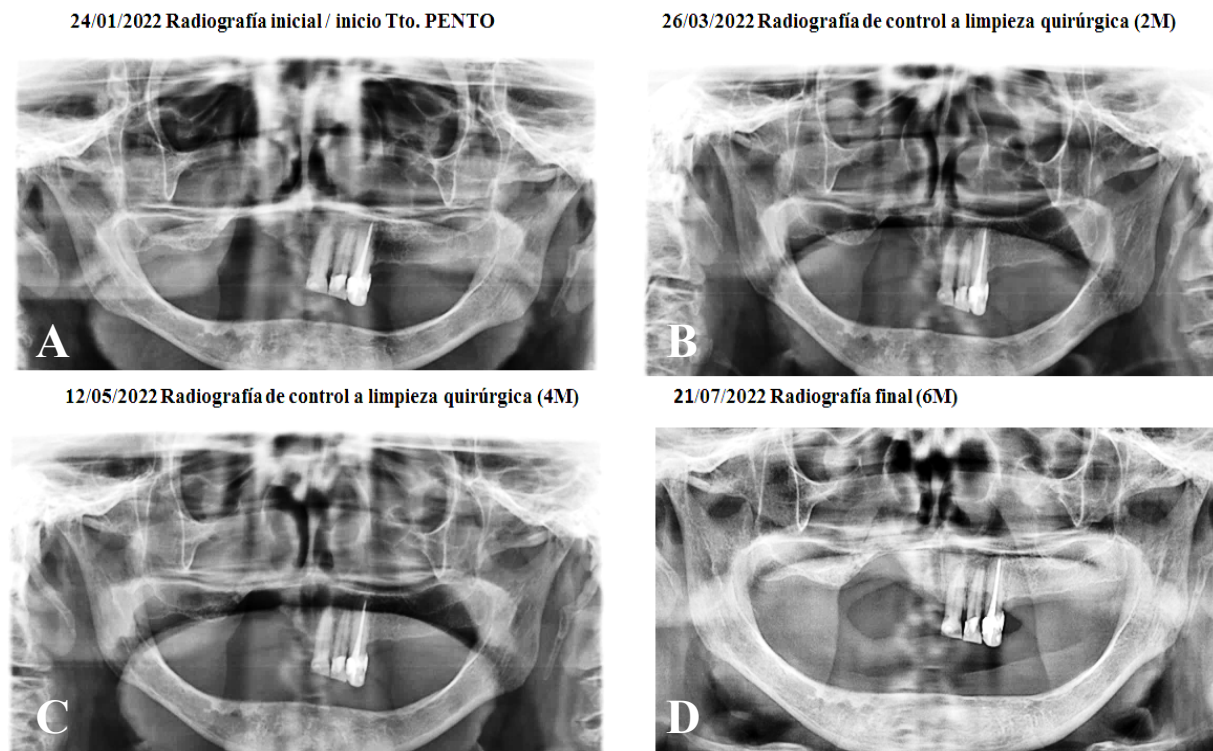 24/01/2022 Radiografía inicial / inicio Tto. PENTO
26/03/2022 Radiografía de control a limpieza quirúrgica (2M)
A
B
12/05/2022 Radiografía de control a limpieza quirúrgica (4M)
21/07/2022 Radiografía final (6M)
C
D